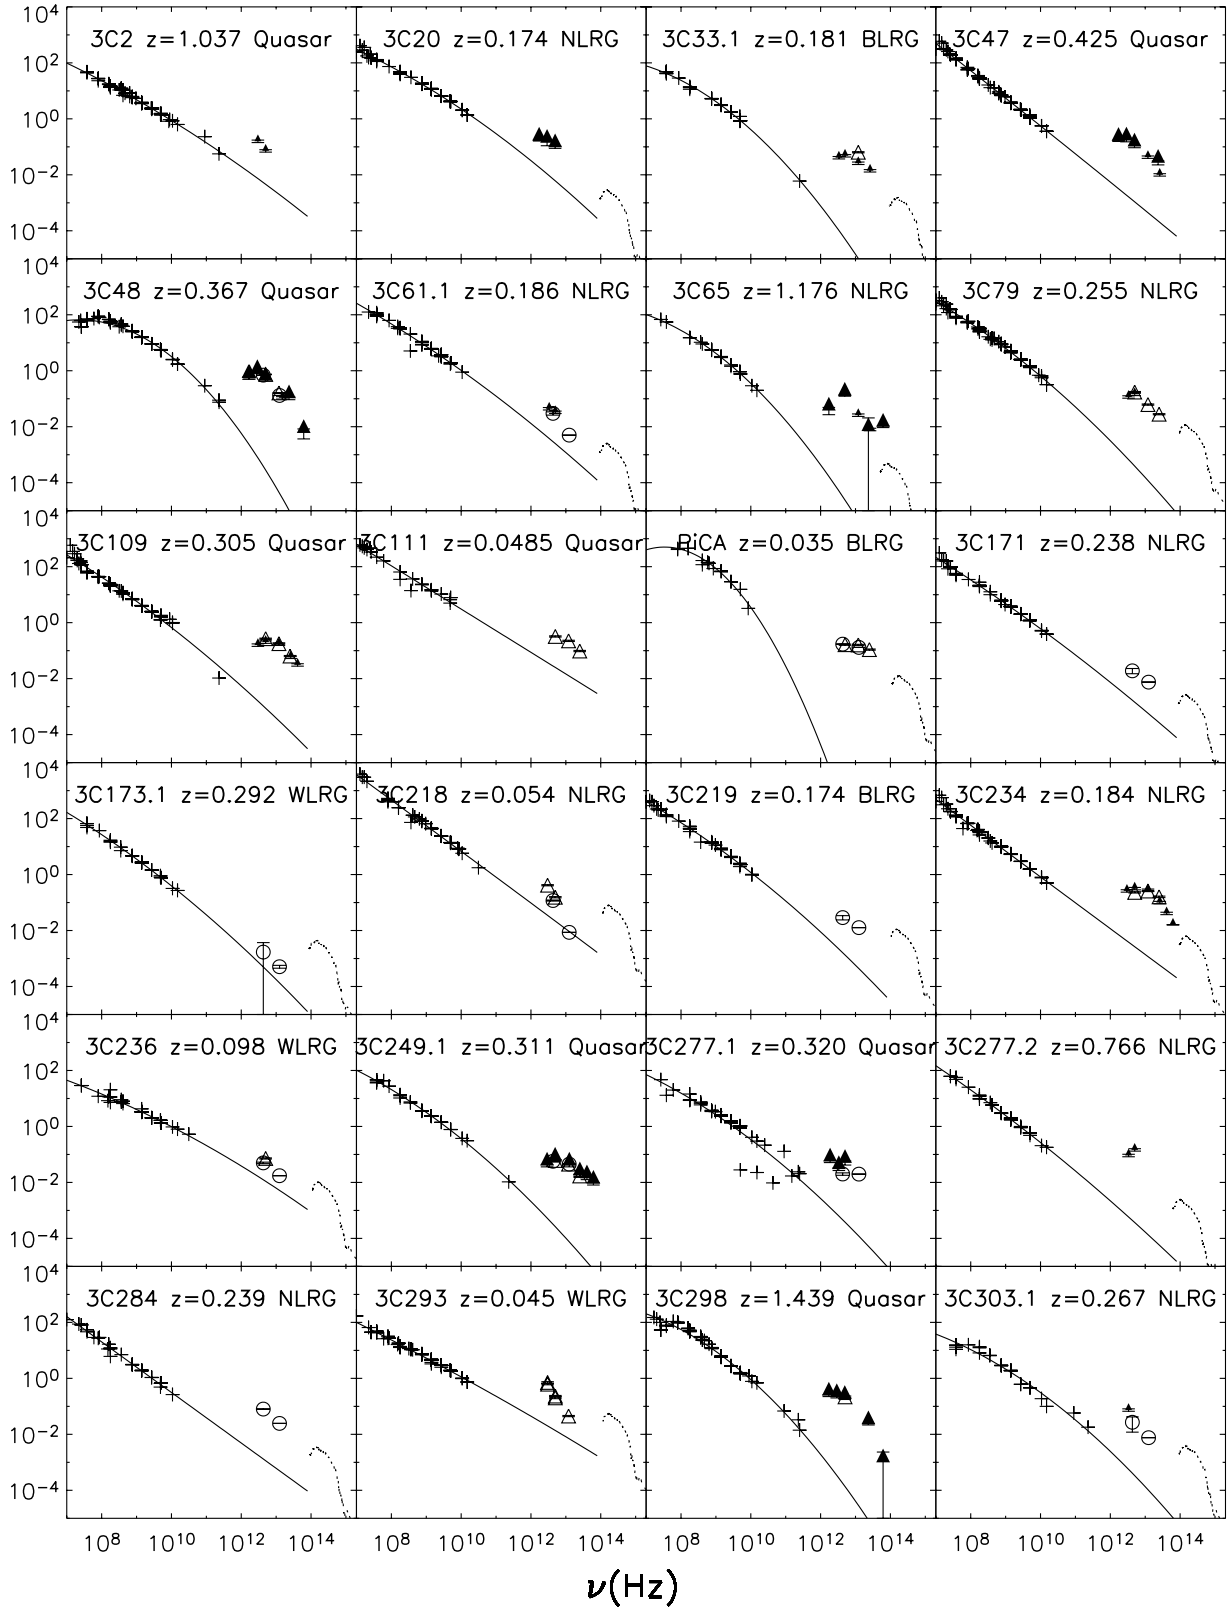 10^4
10^2
10^0
10^−2
10^−4
3C2 z=1.037 Quasar
3C20 z=0.174 NLRG
3C33.1 z=0.181 BLRG
3C47 z=0.425 Quasar
10^4
10^2
10^0
10^−2
10^−4
3C48 z=0.367 Quasar
3C61.1 z=0.186 NLRG
3C65 z=1.176 NLRG
3C79 z=0.255 NLRG
10^4
10^2
10^0
10^−2
10^−4
3C109 z=0.305 Quasar
3C111 z=0.0485 Quasar
PiCA z=0.035 BLRG
3C171 z=0.238 NLRG
10^4
10^2
10^0
10^−2
10^−4
3C173.1 z=0.292 WLRG
3C218 z=0.054 NLRG
3C219 z=0.174 BLRG
3C234 z=0.184 NLRG
10^4
10^2
10^0
10^−2
10^−4
3C236 z=0.098 WLRG
3C249.1 z=0.311 Quasar
3C277.1 z=0.320 Quasar
3C277.2 z=0.766 NLRG
10^4
10^2
10^0
10^−2
10^−4
3C284 z=0.239 NLRG
3C293 z=0.045 WLRG
3C298 z=1.439 Quasar
3C303.1 z=0.267 NLRG
10^8 10^10 10^12 10^14 10^8 10^10 10^12 10^14 10^8 10^10 10^12 10^14 10^8 10^10 10^12 10^14
ν(Hz)